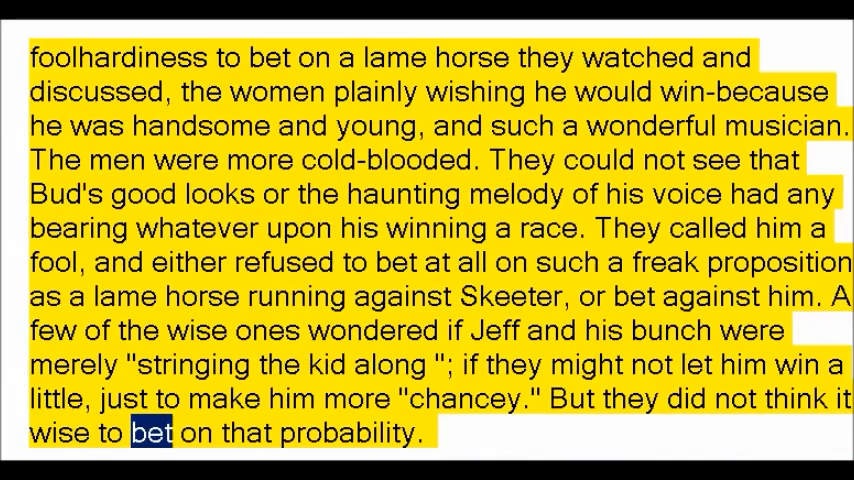 foolhardiness to bet on a lame horse they watched and
discussed, the women plainly wishing he would win-because
he was handsome and young, and such a wonderful musician.
The men were more cold-blooded. They could not see that
Bud's good looks or the haunting melody of his voice had any
bearing whatever upon his winning a race. They called him a
fool, and either refused to bet at all on such a freak proposition
as a lame horse running against Skeeter, or bet against him. A
few of the wise ones wondered if Jeff and his bunch were
merely "stringing the kid along "; if they might not let him win a
little, just to make him more "chancey." But they did not think it
wise to bet on that probability.